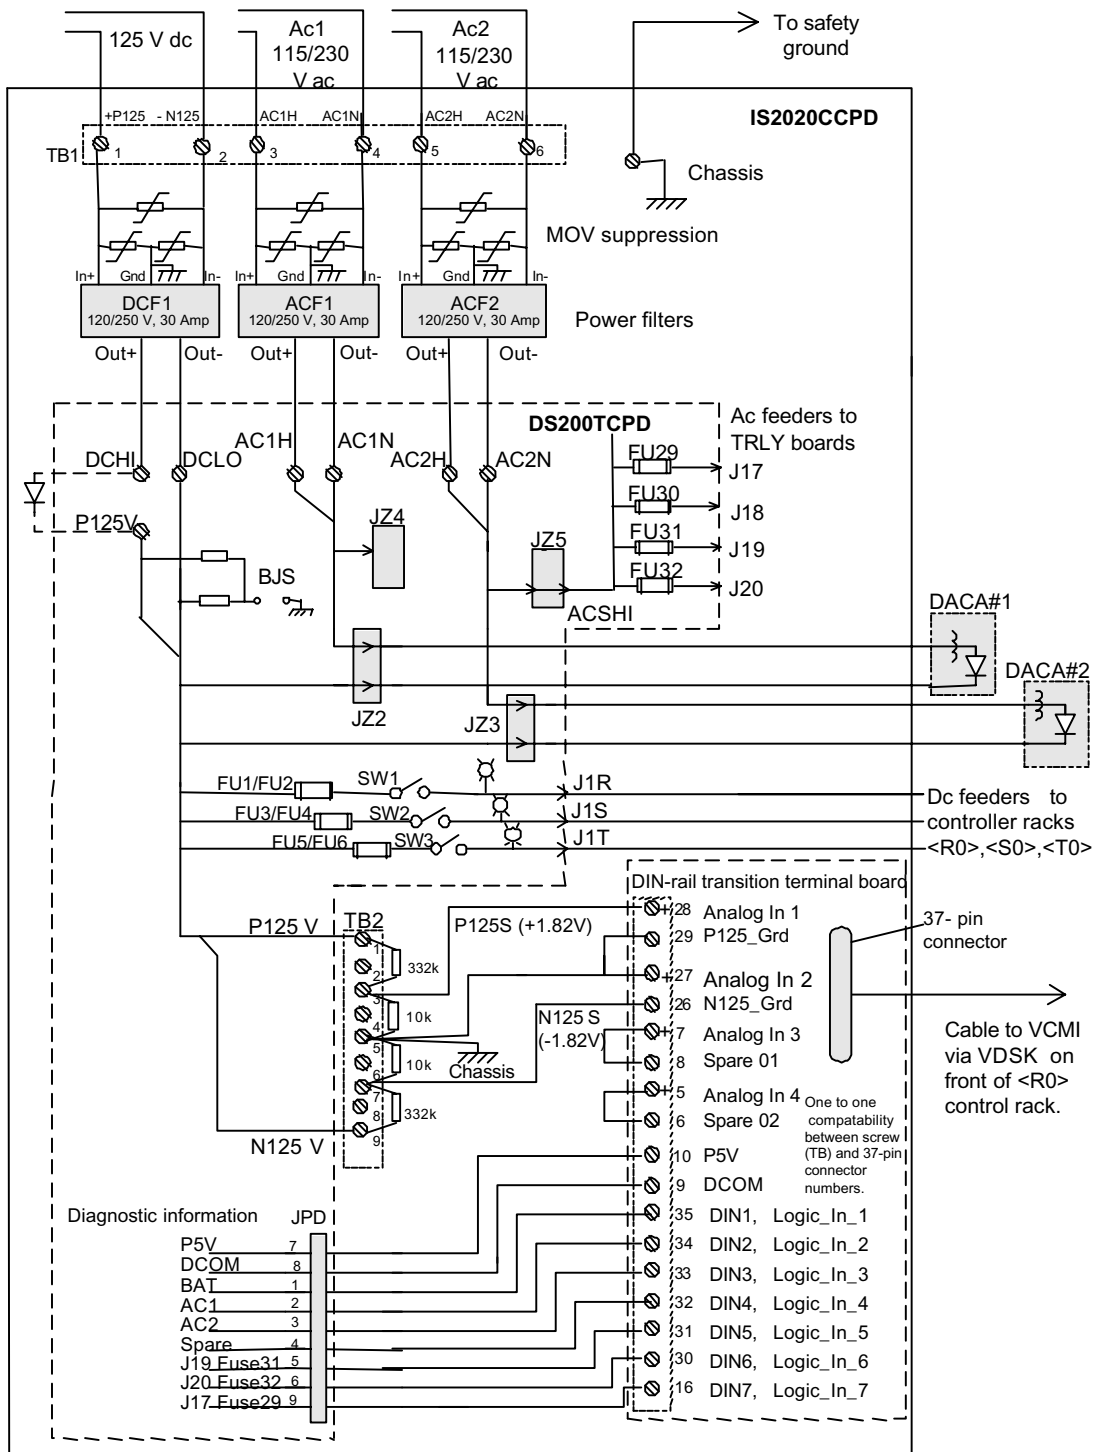 125 V dc
Ac1
115/230
V ac
Ac2
115/230
V ac
To safety
ground
+P125 - N125
AC1H AC1N
AC2H AC2N
IS2020CCPD
TB1
1 2 3 4 5 6
Chassis
MOV suppression
In+ Gnd In-
In+ Gnd In-
In+ Gnd In-
DCF1
120/250 V, 30 Amp
ACF1
120/250 V, 30 Amp
ACF2
120/250 V, 30 Amp
Power filters
Out+ Out-
Out+ Out-
Out+ Out-
DS200TCPD
Ac feeders to
TRLY boards
DCHI DCLO
AC1H AC1N
AC2H AC2N
FU29 J17
FU30 J18
FU31 J19
FU32 J20
P125V
JZ4
JZ5
BJS
ACSHI
DACA#1
DACA#2
JZ2
JZ3
FU1/FU2 SW1 J1R
FU3/FU4 SW2 J1S
FU5/FU6 SW3 J1T
Dc feeders to
controller racks
<R0>,<S0>,<T0>
DIN-rail transition terminal board
P125 V TB2
P125S (+1.82V)
1
2
3
4
5
6
7
8
9
332k
10k
10k
332k
Chassis
N125 S
(-1.82V)
N125 V
+ 28 Analog In 1
29 P125_Grd
+ 27 Analog In 2
26 N125_Grd
+ 7 Analog In 3
8 Spare 01
+ 5 Analog In 4
6 Spare 02
10 P5V
9 DCOM
35 DIN1, Logic_In_1
34 DIN2, Logic_In_2
33 DIN3, Logic_In_3
32 DIN4, Logic_In_4
31 DIN5, Logic_In_5
30 DIN6, Logic_In_6
16 DIN7, Logic_In_7
One to one
compatability
between screw
(TB) and 37-pin
connector
numbers.
37- pin
connector
Cable to VCMI
via VDSK on
front of <R0>
control rack.
Diagnostic information JPD
P5V 7
DCOM 8
BAT 1
AC1 2
AC2 3
Spare 4
J19 Fuse31 5
J20 Fuse32 6
J17 Fuse29 9